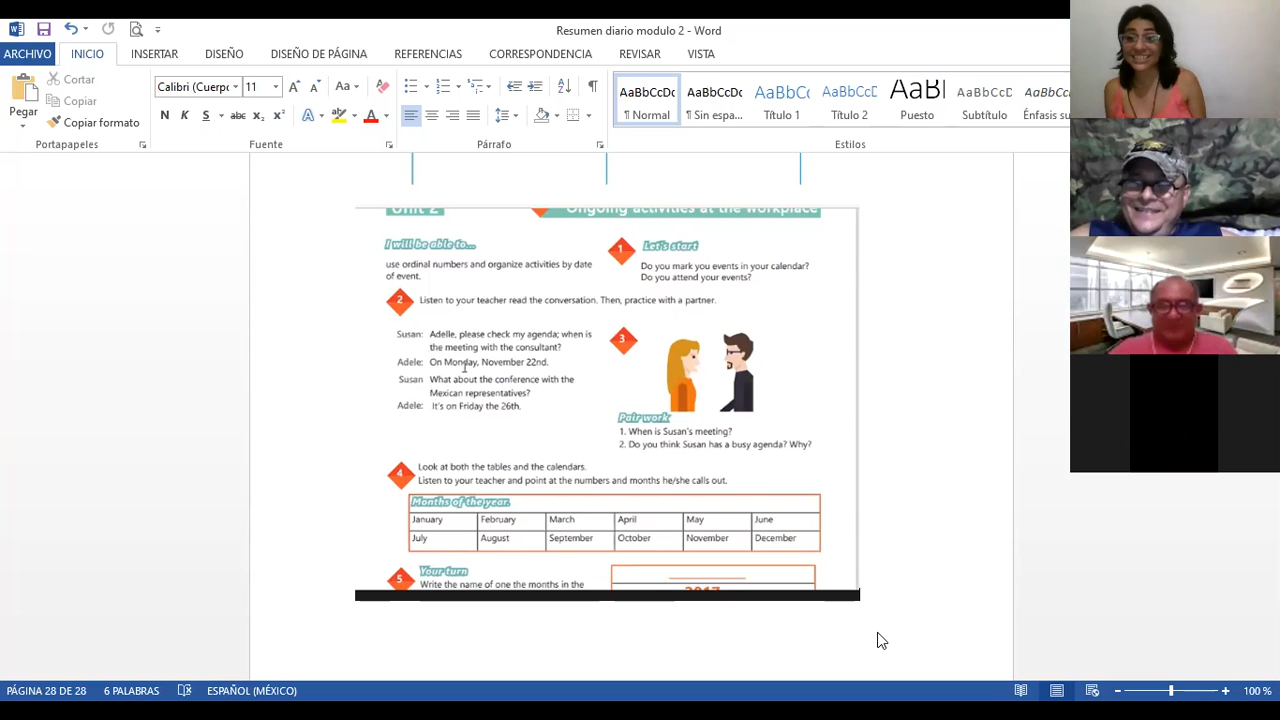 Resumen diario modulo 2 - Word
ARCHIVO INICIO INSERTAR DISEÑO DISEÑO DE PÁGINA REFERENCIAS CORRESPONDENCIA REVISAR VISTA
Pegar
Cortar
Copiar
Copiar formato
Portapapeles
Calibri (Cuerpo 11
N K S abc x₂ x² A A
Fuente
Párrafo
AaBbCcDc AaBbCcDc AaBbCc AaBbCcD AaBl AaBbCcD AaBbCcDc
¶ Normal ¶ Sin espa... Título 1 Título 2 Puesto Subtítulo Énfasis su
Estilos
Unit 2 Ongoing activities at the workplace
I will be able to...
use ordinal numbers and organize activities by date
of event.
1 Let's start
Do you mark you events in your calendar?
Do you attend your events?
2 Listen to your teacher read the conversation. Then, practice with a partner.
Susan: Adelle, please check my agenda; when is
the meeting with the consultant?
Adele: On Monday, November 22nd.
Susan What about the conference with the
Mexican representatives?
Adele: It's on Friday the 26th.
3
Pair work
1. When is Susan's meeting?
2. Do you think Susan has a busy agenda? Why?
4 Look at both the tables and the calendars.
Listen to your teacher and point at the numbers and months he/she calls out.
Months of the year.
January February March April May June
July August September October November December
5 Your turn
Write the name of one the months in the
2017
PÁGINA 28 DE 28 6 PALABRAS ESPAÑOL (MÉXICO) 100 %